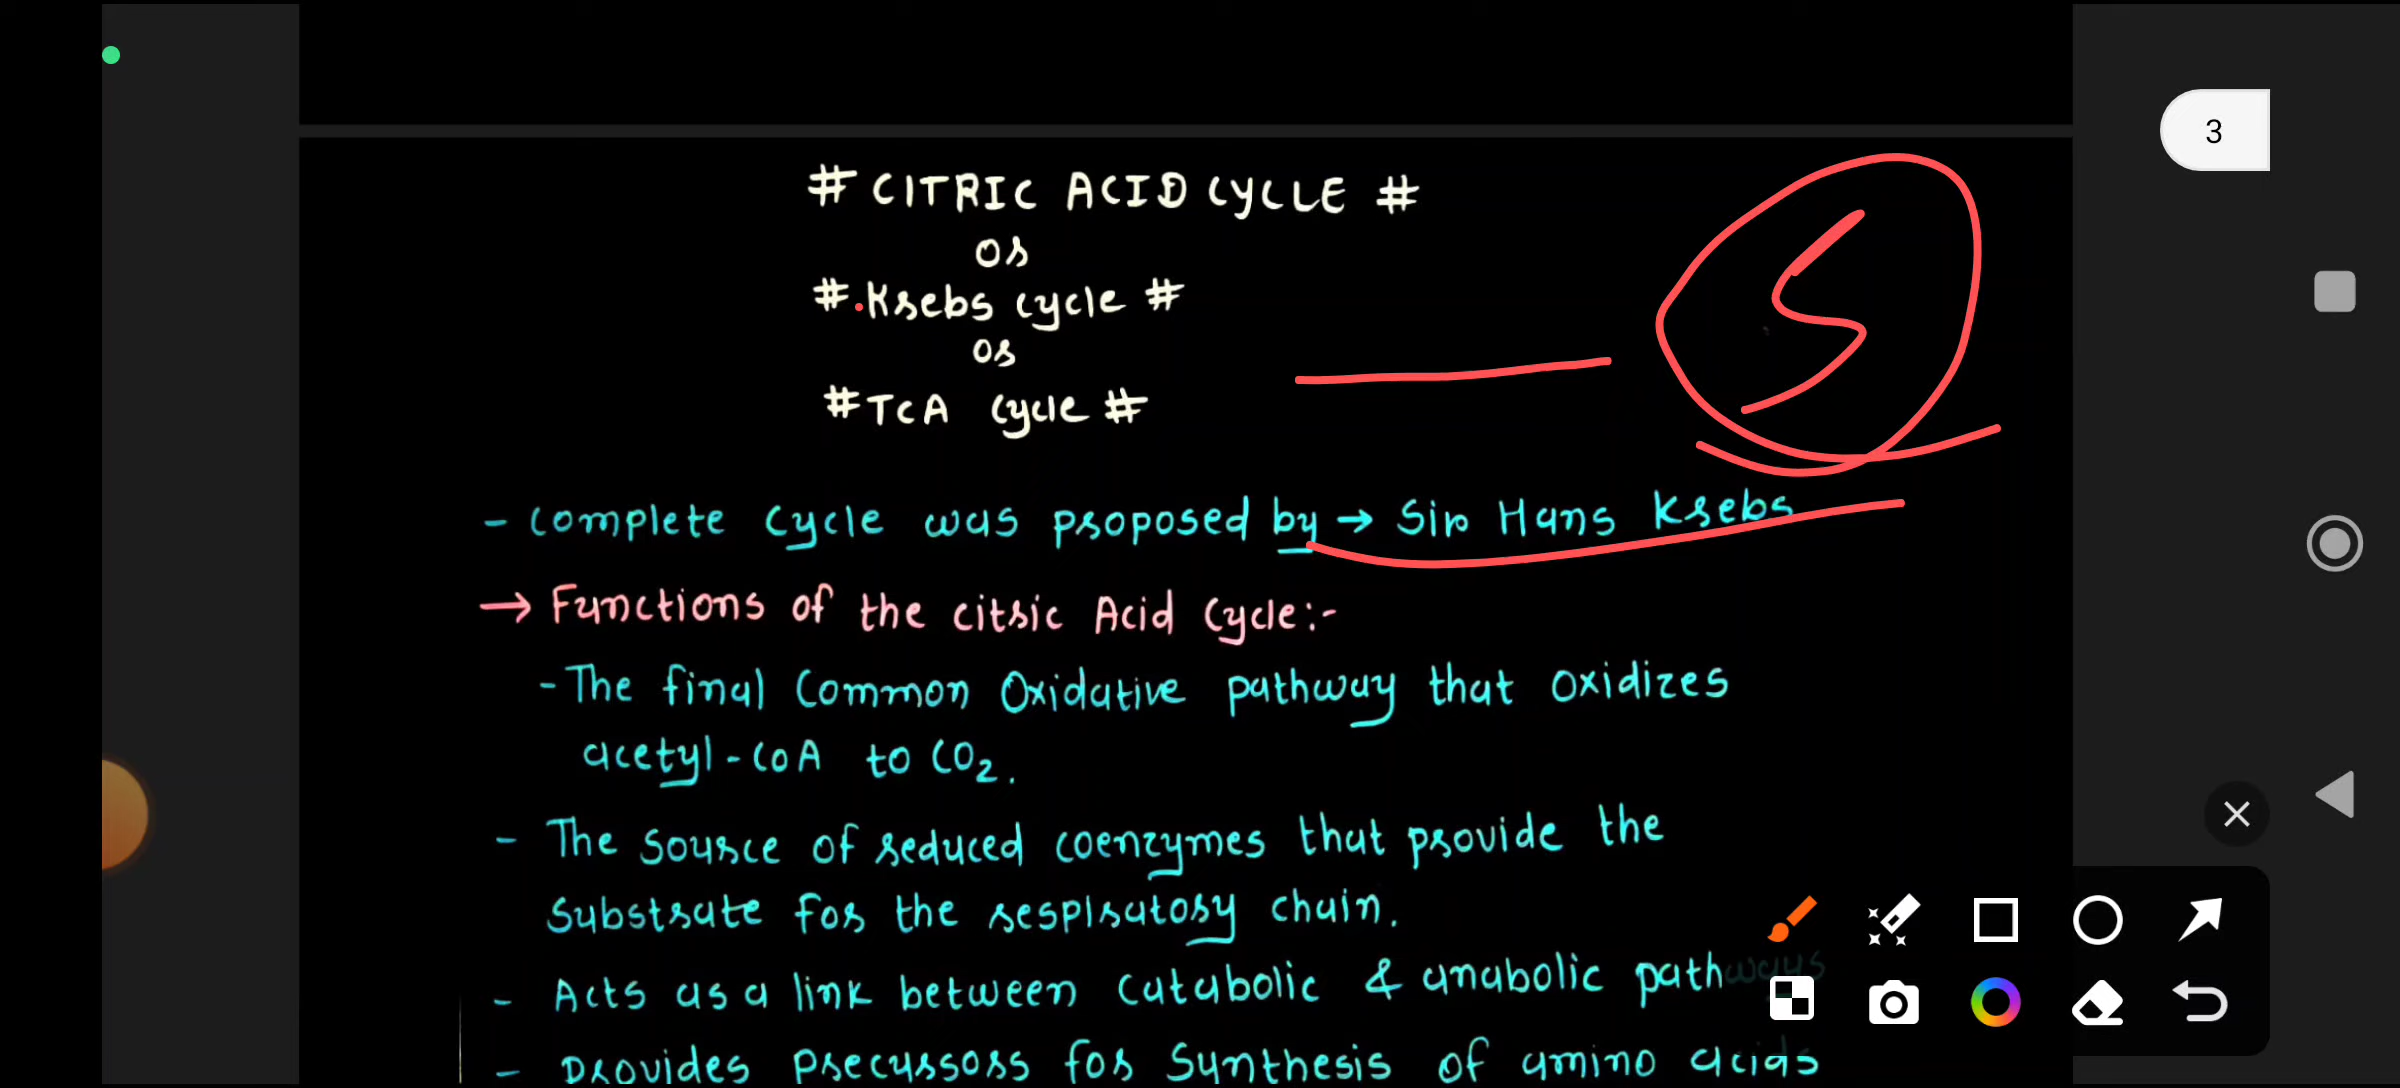 3
# CITRIC ACID CYCLE #
or
# Krebs cycle #
or
# TCA cycle #
S
- Complete cycle was proposed by → Sir Hans Krebs
→ Functions of the citric Acid Cycle:-
- The final Common Oxidative pathway that oxidizes
acetyl-CoA to CO₂.
- The source of reduced coenzymes that provide the
Substrate for the respiratory chain.
- Acts as a link between catabolic & anabolic pathways
- Provides precursors for Synthesis of amino acids